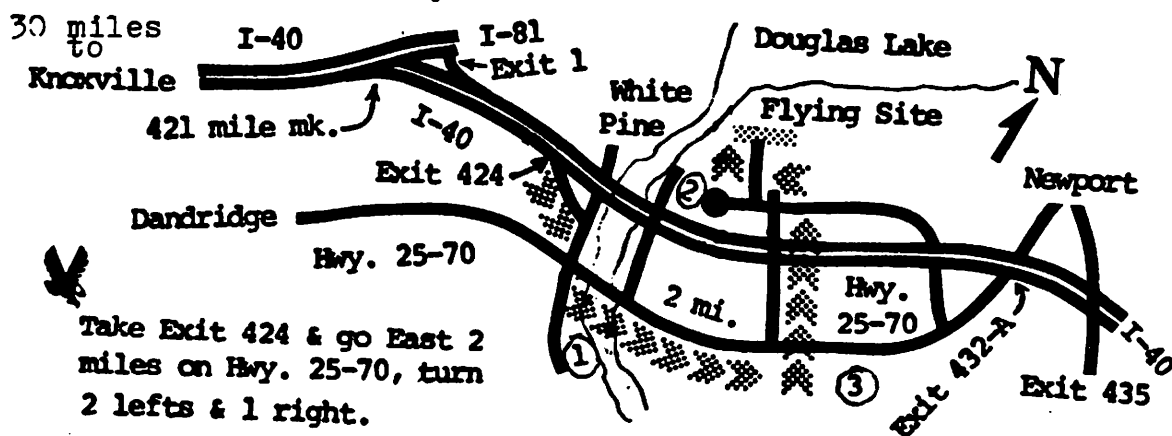 30 miles
to
Knoxville
I-40
I-81
Exit 1
421 mile mk.
I-40
Exit 424
White
Pine
Douglas Lake
Flying Site
N
Newport
Dandridge
Hwy. 25-70
2
2 mi.
Hwy.
25-70
1
3
Exit 432-A
I-40
Exit 435
Take Exit 424 & go East 2
miles on Hwy. 25-70, turn
2 lefts & 1 right.